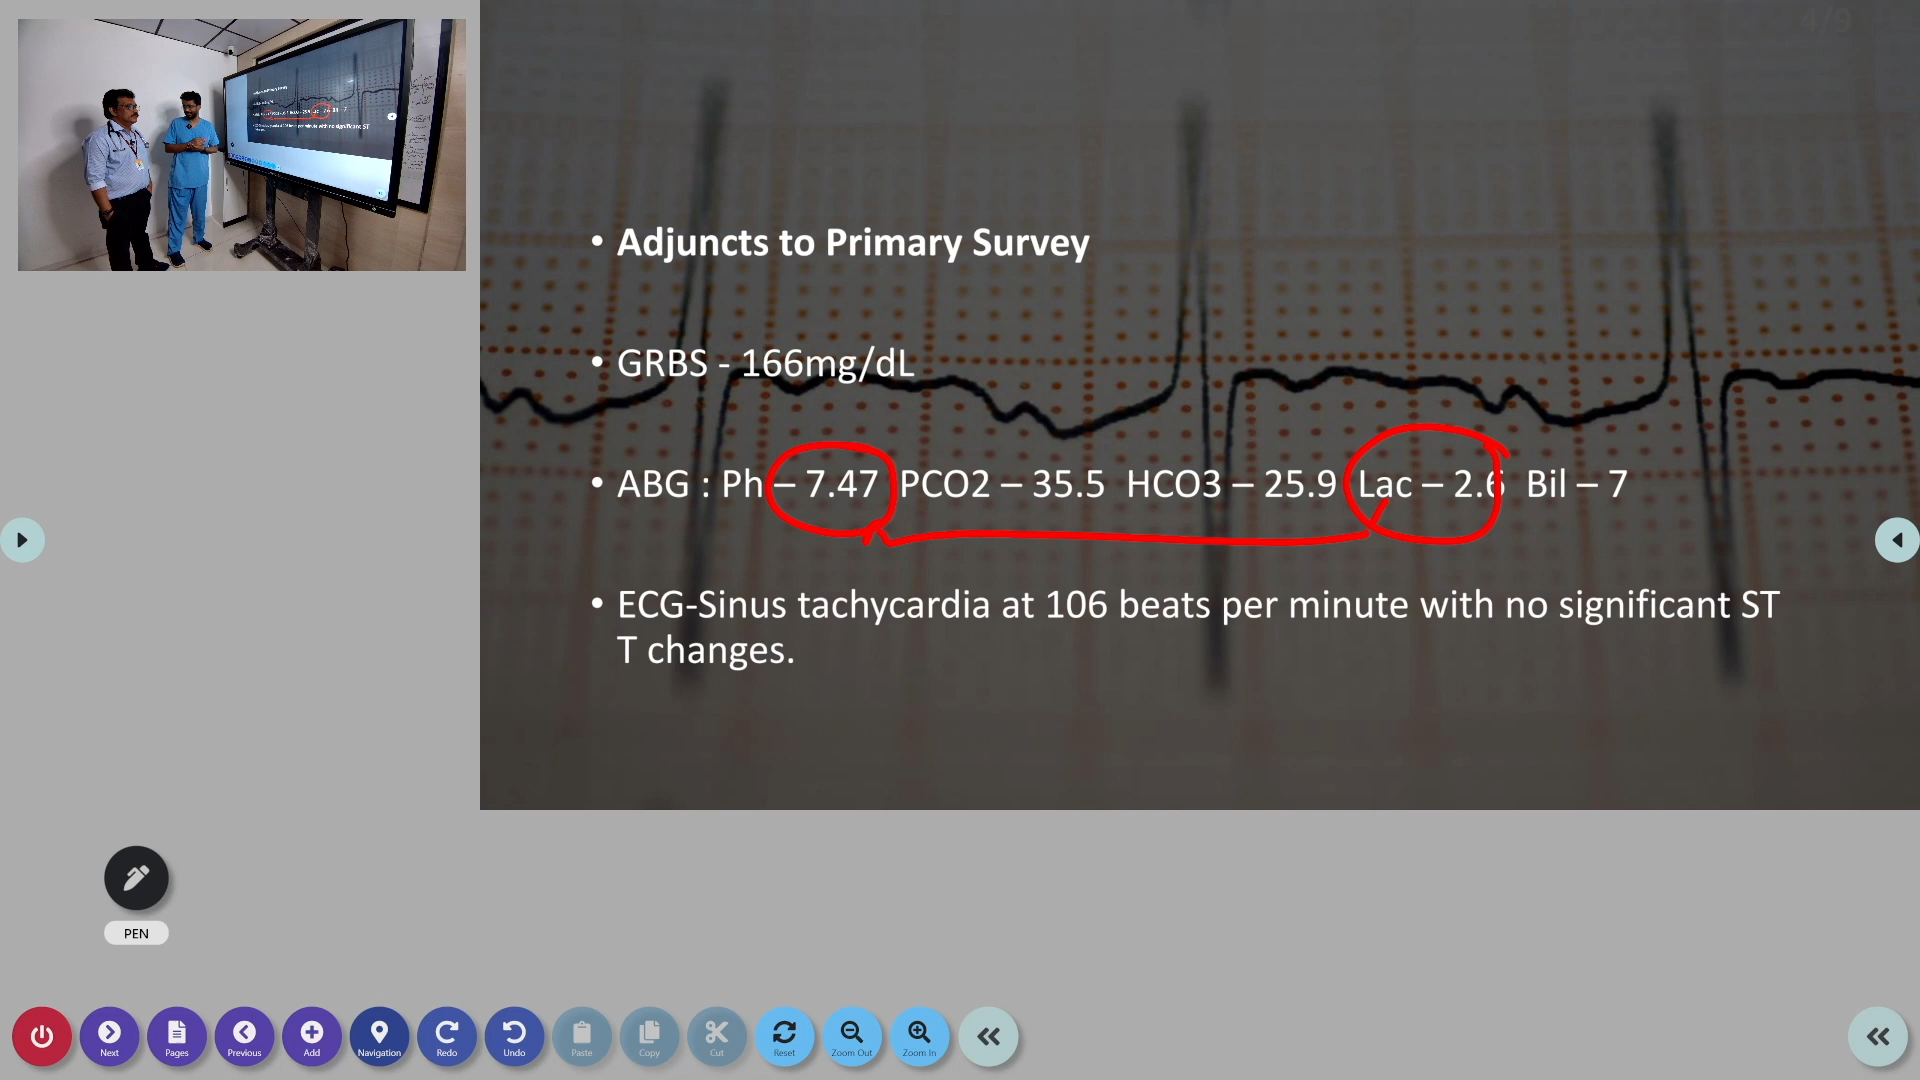 4/9
• Adjuncts to Primary Survey
• GRBS - 166mg/dL
• ABG : Ph – 7.47 PCO2 – 35.5 HCO3 – 25.9 Lac – 2.6 Bil – 7
• ECG-Sinus tachycardia at 106 beats per minute with no significant ST
T changes.
PEN
Next
Pages
Previous
Add
Navigation
Redo
Undo
Paste
Copy
Cut
Reset
Zoom Out
Zoom In